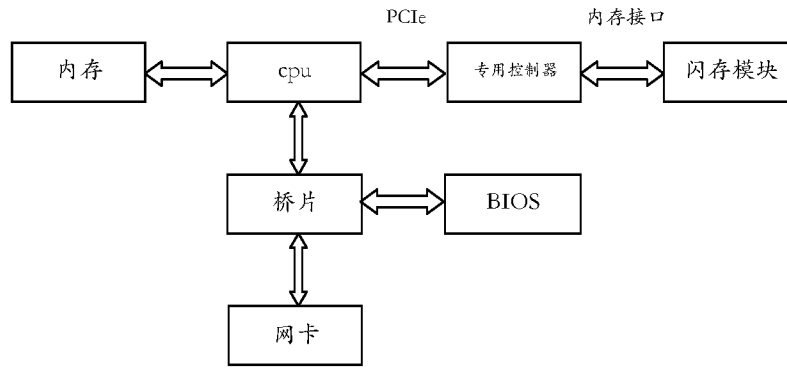 PCIe
内存接口
内存
cpu
专用控制器
闪存模块
桥片
BIOS
网卡